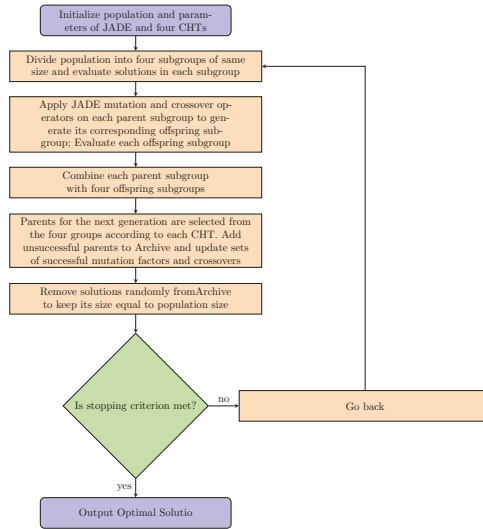 Initialize population and param-
eters of JADE and four CHTs
Divide population into four subgroups of same
size and evaluate solutions in each subgroup
Apply JADE mutation and crossover op-
erators on each parent subgroup to gen-
erate its corresponding offspring sub-
group; Evaluate each offspring subgroup
Combine each parent subgroup
with four offspring subgroups
Parents for the next generation are selected from
the four groups according to each CHT. Add
unsuccessful parents to Archive and update sets
of successful mutation factors and crossovers
Remove solutions randomly fromArchive
to keep its size equal to population size
Is stopping criterion met?
no
Go back
yes
Output Optimal Solutio